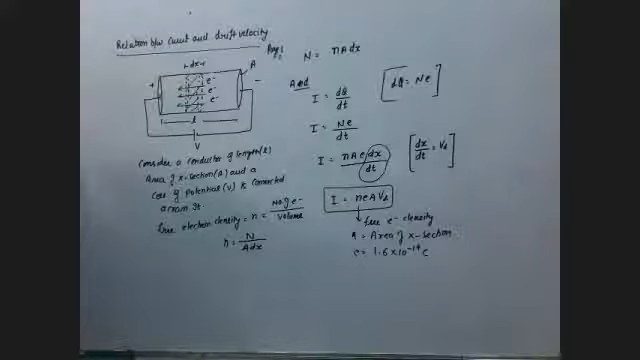 Relation b/w Current and drift velocity
Page 1
+ dx +
A
+
e-
e-
e-
-
l
V
Consider a conductor of length(l)
Area of x-section(A) and a
of potential (V) is connected
across it.
free electron density = n = No of e- / volume
n = N / Adx
N = nAdx
And
I = dq/dt [dq = Ne]
I = Ne/dt
I = nAe dx/dt [dx/dt = Vd]
I = neAVd
free e- density
A = Area of x-section
e = 1.6 x 10-19 C